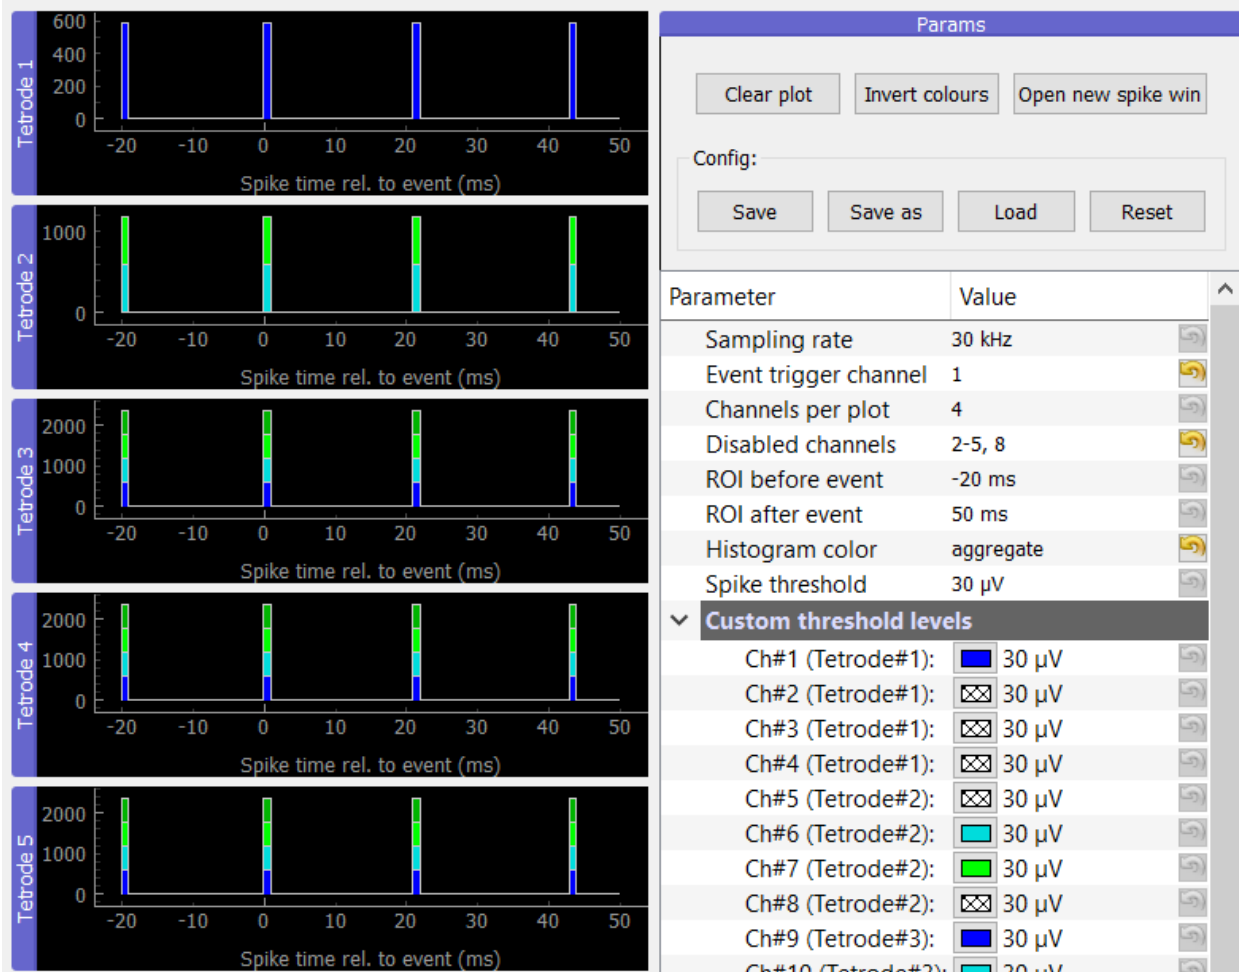 Tetrode 1
600
400
200
0
-20 -10 0 10 20 30 40 50
Spike time rel. to event (ms)
Tetrode 2
1000
0
-20 -10 0 10 20 30 40 50
Spike time rel. to event (ms)
Tetrode 3
2000
1000
0
-20 -10 0 10 20 30 40 50
Spike time rel. to event (ms)
Tetrode 4
2000
1000
0
-20 -10 0 10 20 30 40 50
Spike time rel. to event (ms)
Tetrode 5
2000
1000
0
-20 -10 0 10 20 30 40 50
Spike time rel. to event (ms)
Params
Clear plot Invert colours Open new spike win
Config:
Save Save as Load Reset
Parameter Value
Sampling rate 30 kHz
Event trigger channel 1
Channels per plot 4
Disabled channels 2-5, 8
ROI before event -20 ms
ROI after event 50 ms
Histogram color aggregate
Spike threshold 30 µV
Custom threshold levels
Ch#1 (Tetrode#1): 30 µV
Ch#2 (Tetrode#1): 30 µV
Ch#3 (Tetrode#1): 30 µV
Ch#4 (Tetrode#1): 30 µV
Ch#5 (Tetrode#2): 30 µV
Ch#6 (Tetrode#2): 30 µV
Ch#7 (Tetrode#2): 30 µV
Ch#8 (Tetrode#2): 30 µV
Ch#9 (Tetrode#3): 30 µV
Ch#10 (Tetrode#3): 30 µV